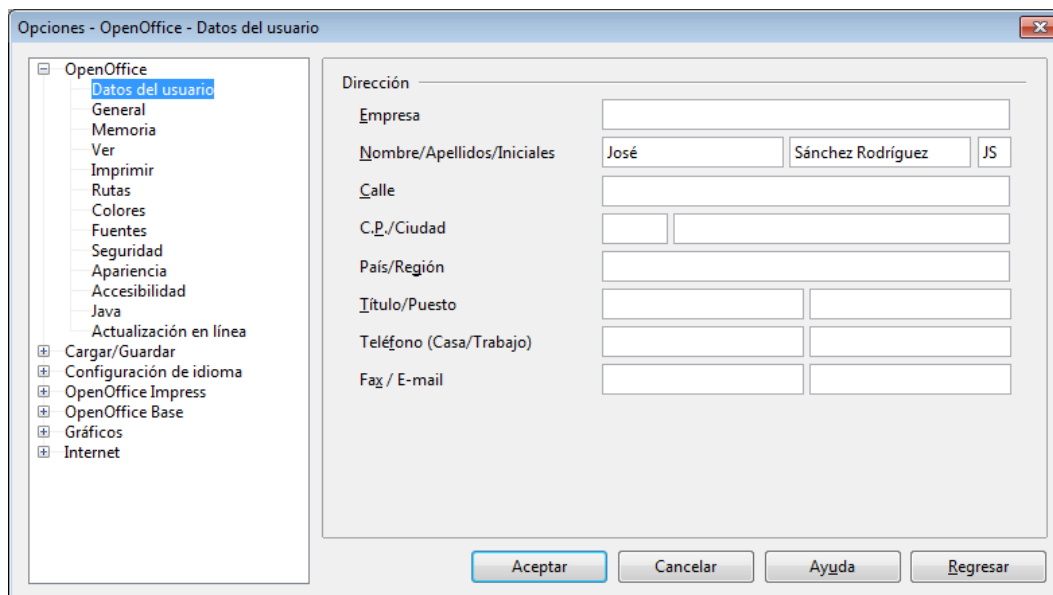 Opciones - OpenOffice - Datos del usuario
OpenOffice
Datos del usuario
General
Memoria
Ver
Imprimir
Rutas
Colores
Fuentes
Seguridad
Apariencia
Accesibilidad
Java
Actualización en línea
Cargar/Guardar
Configuración de idioma
OpenOffice Impress
OpenOffice Base
Gráficos
Internet
Dirección
Empresa
Nombre/Apellidos/Iniciales José Sánchez Rodríguez JS
Calle
C.P./Ciudad
País/Región
Título/Puesto
Teléfono (Casa/Trabajo)
Fax / E-mail
Aceptar Cancelar Ayuda Regresar